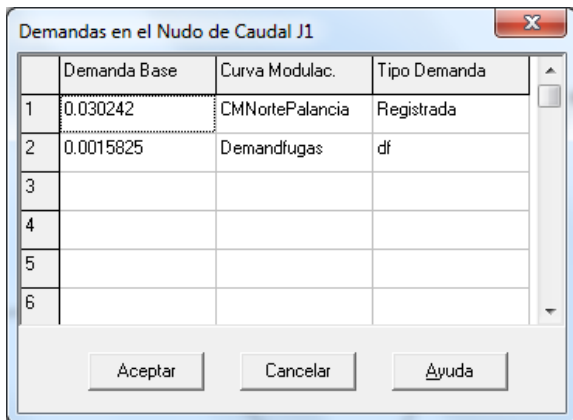 Demandas en el Nudo de Caudal J1
Demanda Base Curva Modulac. Tipo Demanda
1 0.030242 CMNortePalancia Registrada
2 0.0015825 Demandfugas df
3
4
5
6
Aceptar Cancelar Ayuda